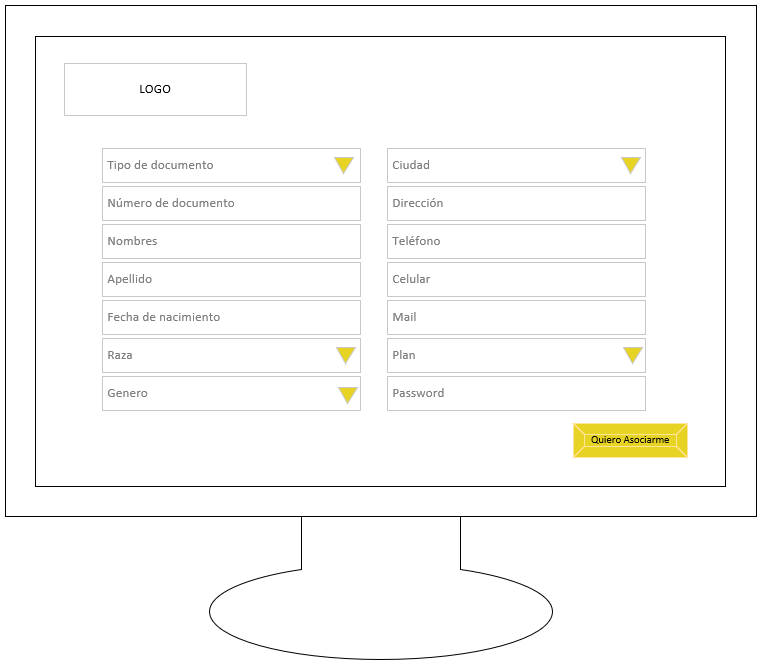 LOGO
Tipo de documento
Número de documento
Nombres
Apellido
Fecha de nacimiento
Raza
Genero
Ciudad
Dirección
Teléfono
Celular
Mail
Plan
Password
Quiero Asociarme